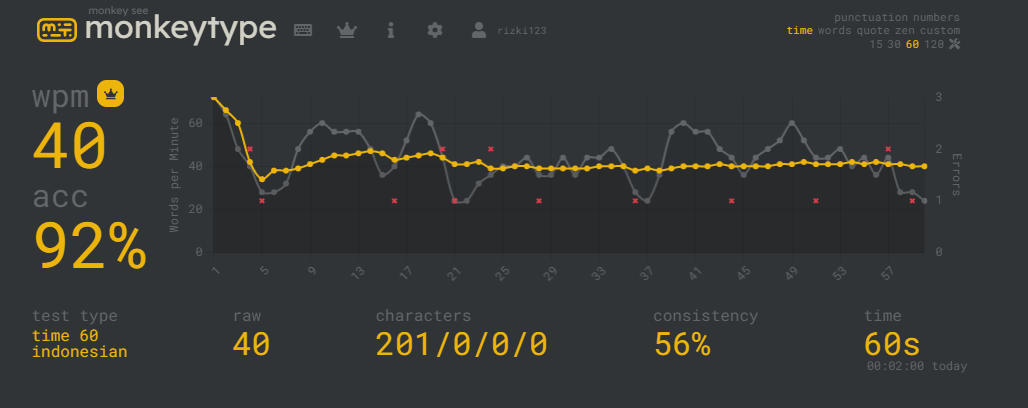 monkey see
monkeytype
rizki123
punctuation numbers
time words quote zen custom
15 30 60 120
wpm
40
acc
92%
Words per Minute
60
40
20
0
3
2
1
0
Errors
1 5 9 13 17 21 25 29 33 37 41 45 49 53 57
test type
time 60
indonesian
raw
40
characters
201/0/0/0
consistency
56%
time
60s
00:02:00 today